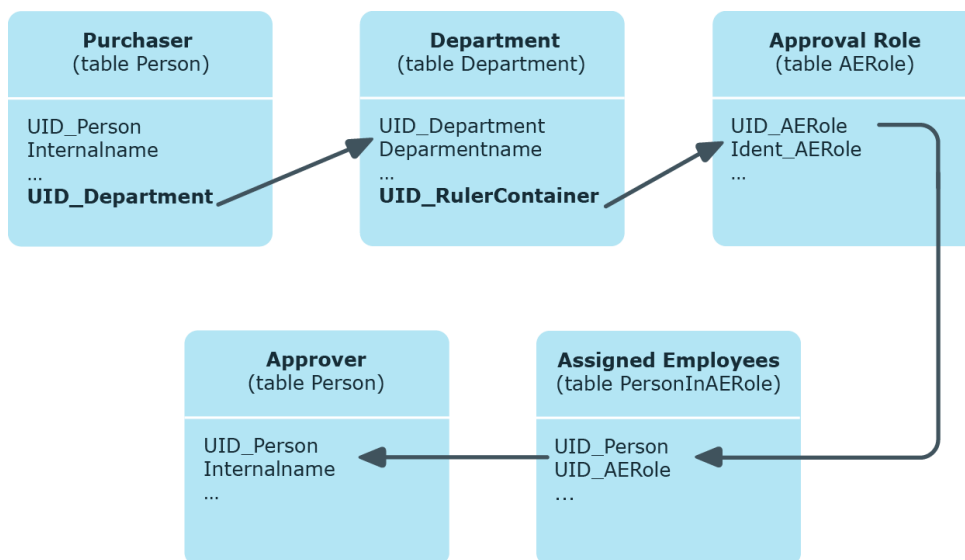 Purchaser
(table Person)
UID_Person
Internalname
...
UID_Department
Department
(table Department)
UID_Department
Deparmentname
...
UID_RulerContainer
Approval Role
(table AERole)
UID_AERole
Ident_AERole
...
Approver
(table Person)
UID_Person
Internalname
...
Assigned Employees
(table PersonInAERole)
UID_Person
UID_AERole
...